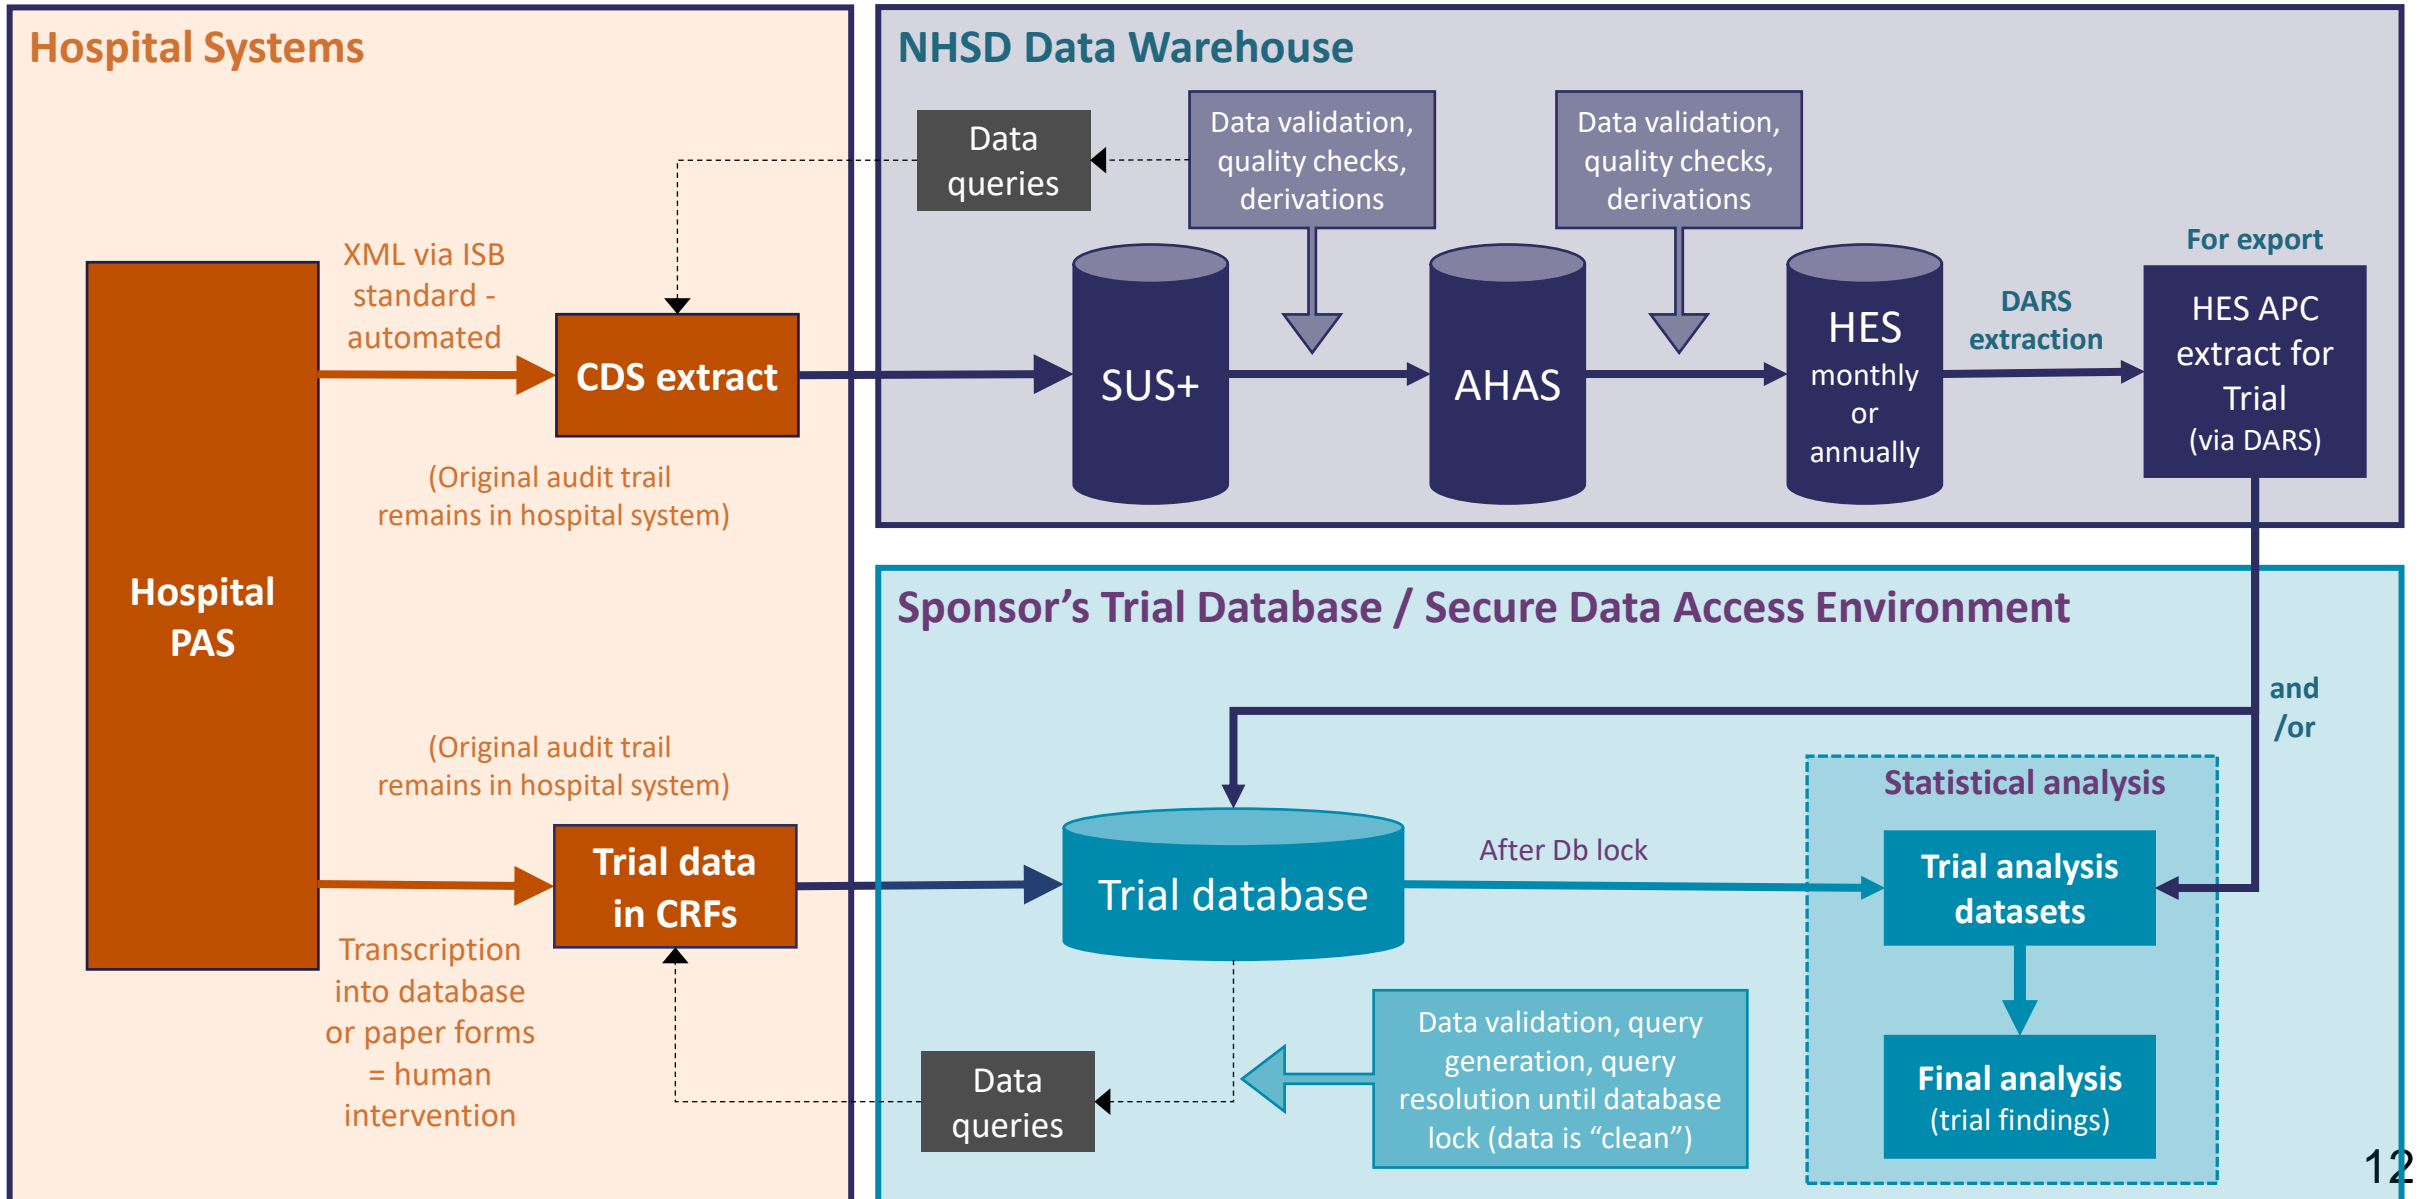 Hospital Systems
XML via ISB
standard -
automated
Hospital
PAS
CDS extract
(Original audit trail
remains in hospital system)
(Original audit trail
remains in hospital system)
Trial data
in CRFs
Transcription
into database
or paper forms
= human
intervention
NHSD Data Warehouse
Data
queries
Data validation,
quality checks,
derivations
Data validation,
quality checks,
derivations
SUS+
AHAS
HES
monthly
or
annually
DARS
extraction
For export
HES APC
extract for
Trial
(via DARS)
Sponsor’s Trial Database / Secure Data Access Environment
and
/or
Trial database
After Db lock
Statistical analysis
Trial analysis
datasets
Final analysis
(trial findings)
Data
queries
Data validation, query
generation, query
resolution until database
lock (data is “clean”)
12